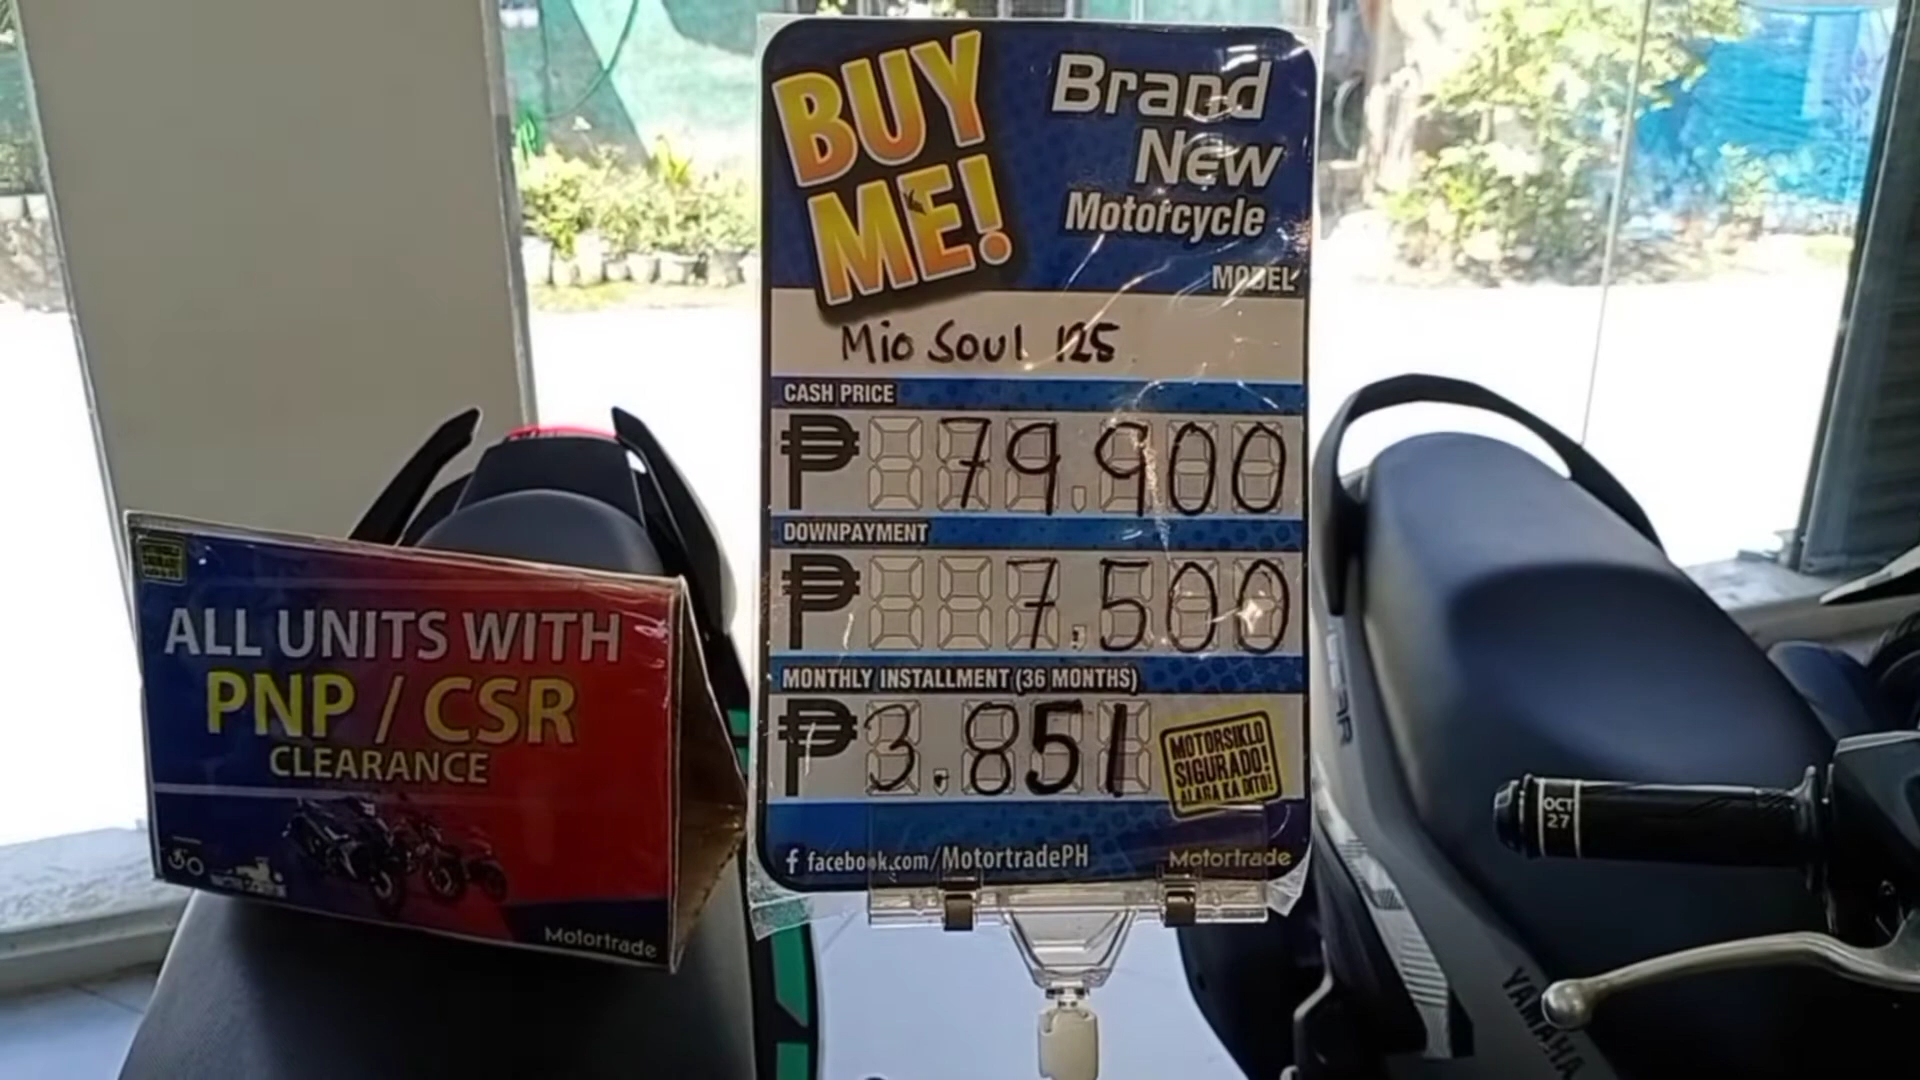 BUY
ME!
Brand
New
Motorcycle
MODEL
Mio Soul 125
CASH PRICE
₱ 79,900
DOWNPAYMENT
₱ 7,500
MONTHLY INSTALLMENT (36 MONTHS)
₱ 3,851
MOTORSIKLO
SIGURADO!
ALAGA KA DITO!
facebook.com/MotortradePH
Motortrade
ALL UNITS WITH
PNP / CSR
CLEARANCE
Motortrade
OCT
27
YAMAHA